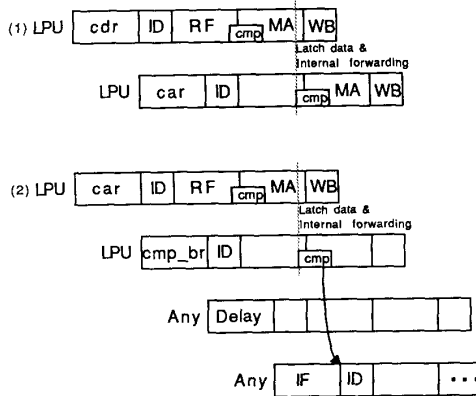 (1) LPU cdr ID RF cmp MA WB
Latch data &
Internal forwarding
LPU car ID cmp MA WB
(2) LPU car ID RF cmp MA WB
Latch data &
Internal forwarding
LPU cmp_br ID cmp
Any Delay
Any IF ID ...